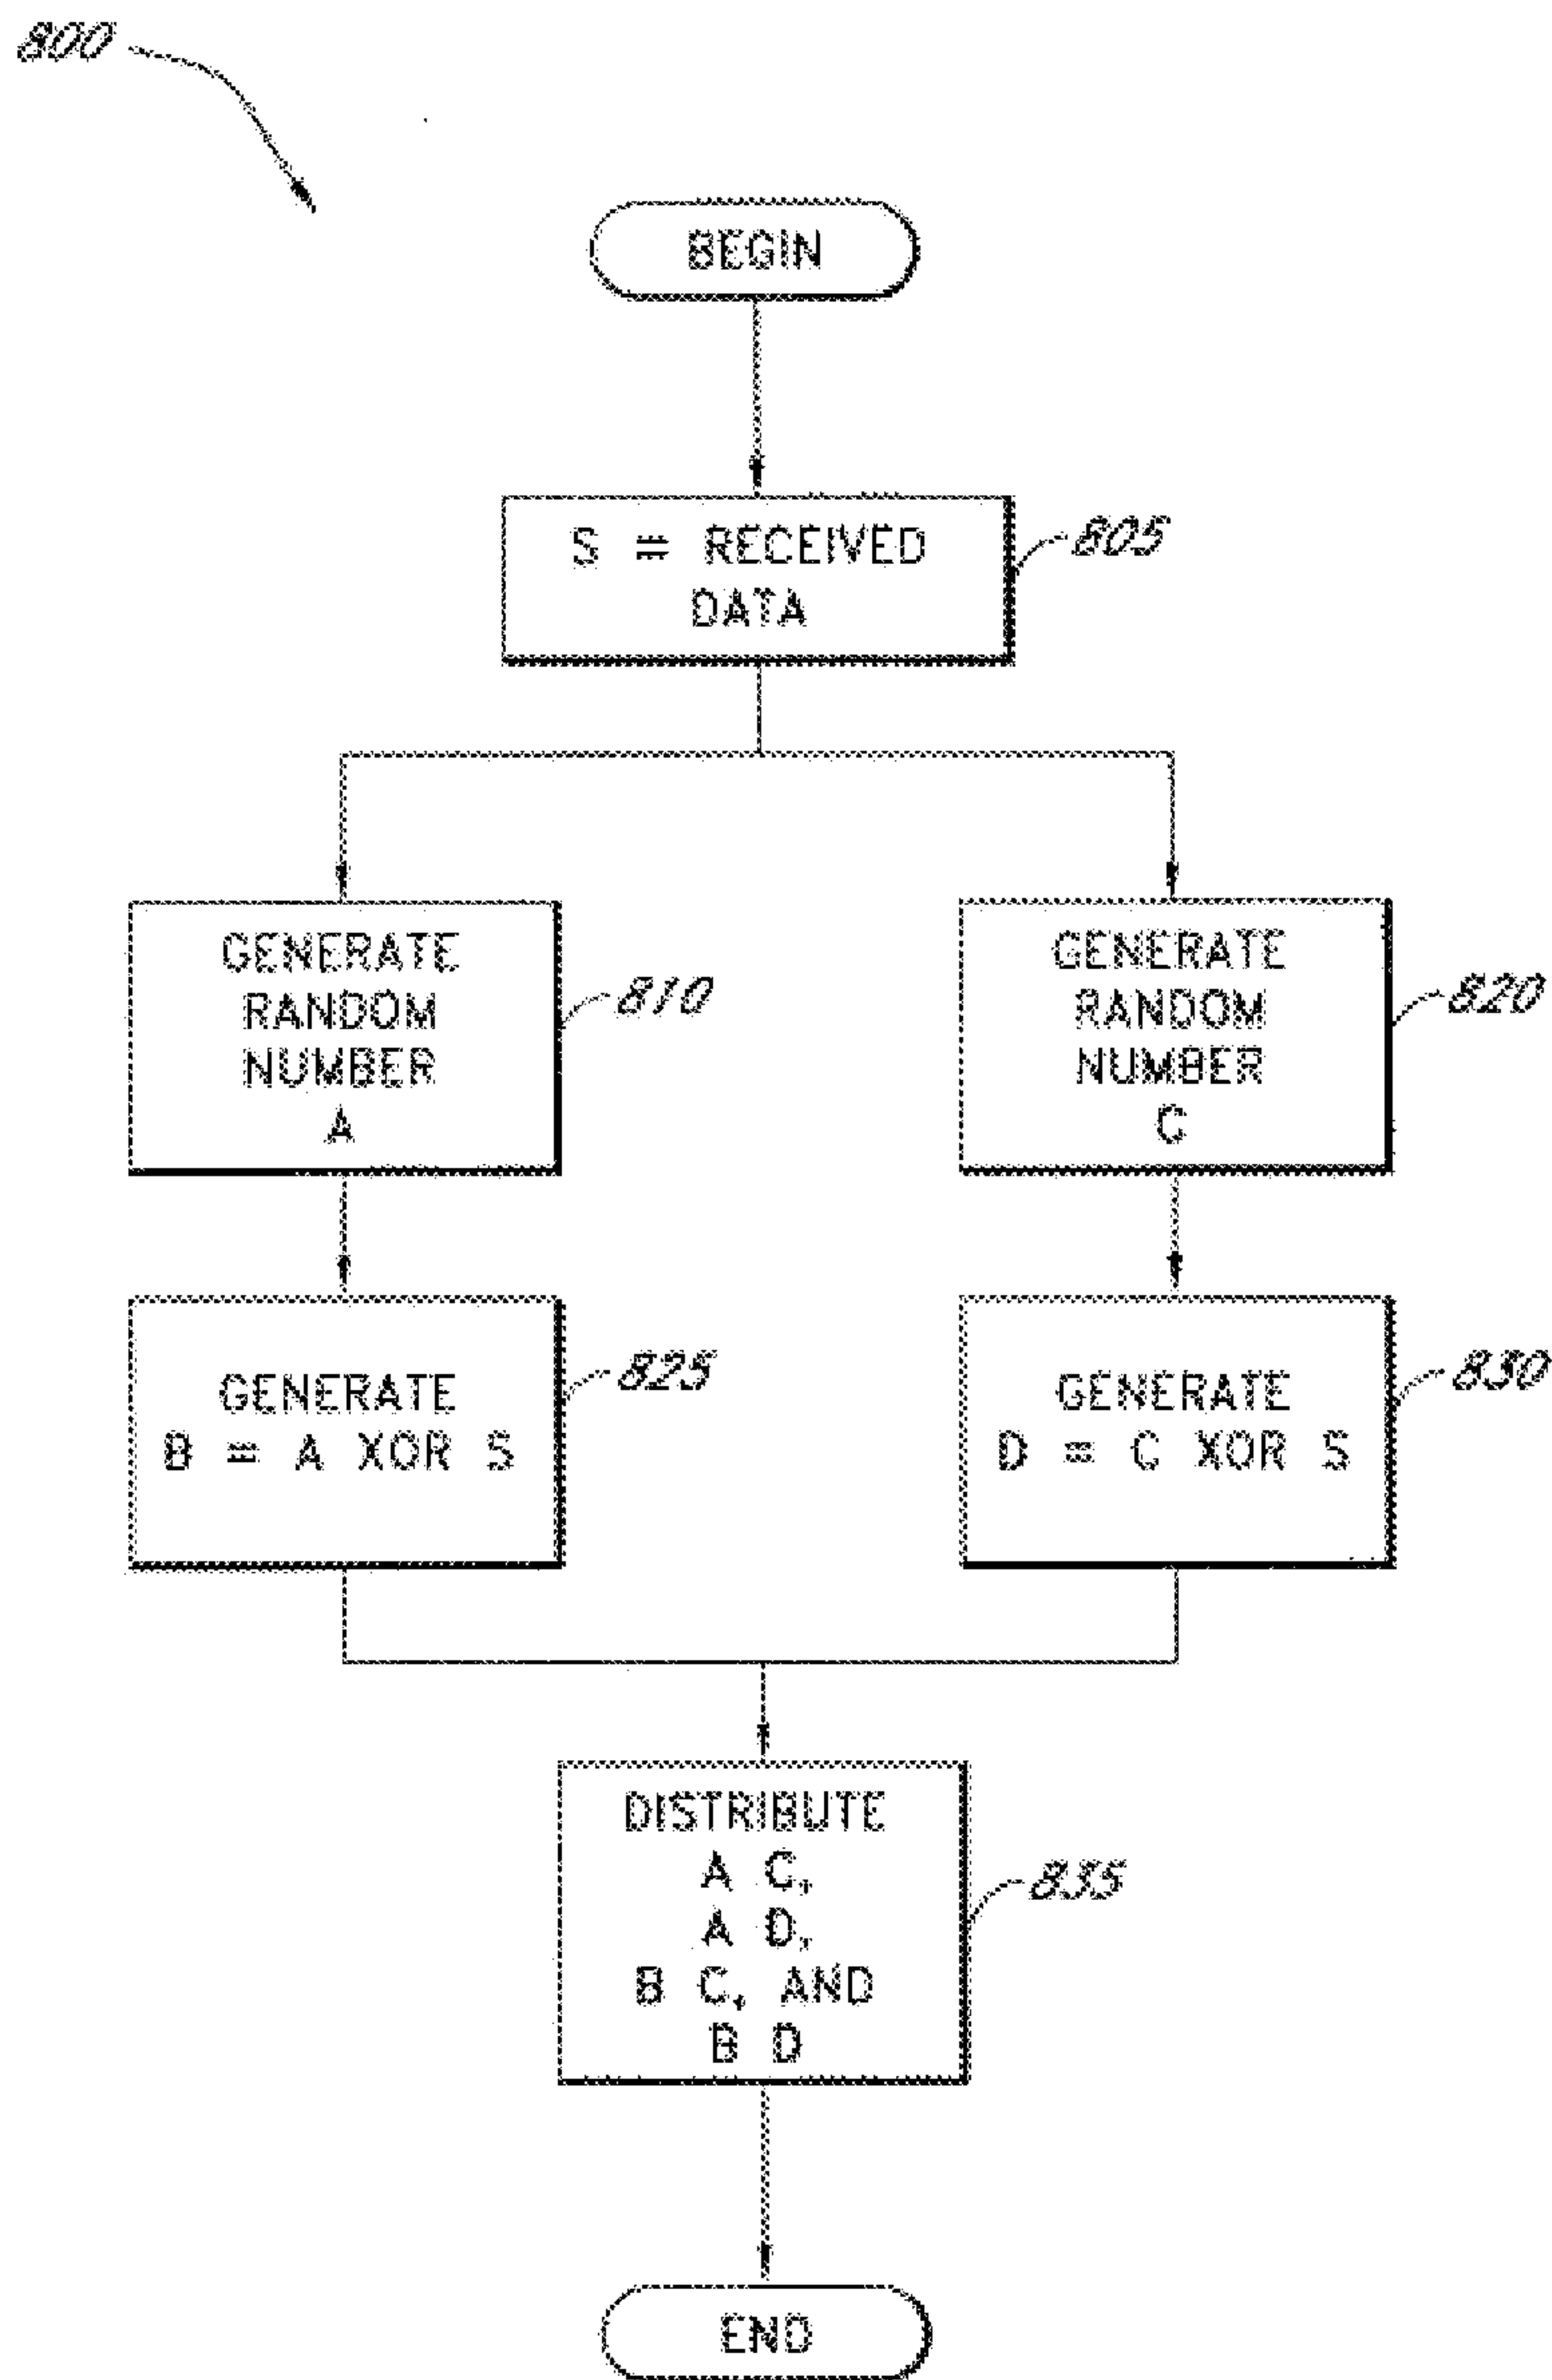 800
BEGIN
S = RECEIVED
DATA
805
GENERATE
RANDOM
NUMBER
A
810
GENERATE
RANDOM
NUMBER
C
820
GENERATE
B = A XOR S
825
GENERATE
D = C XOR S
830
DISTRIBUTE
A C,
A D,
B C, AND
B D
835
END